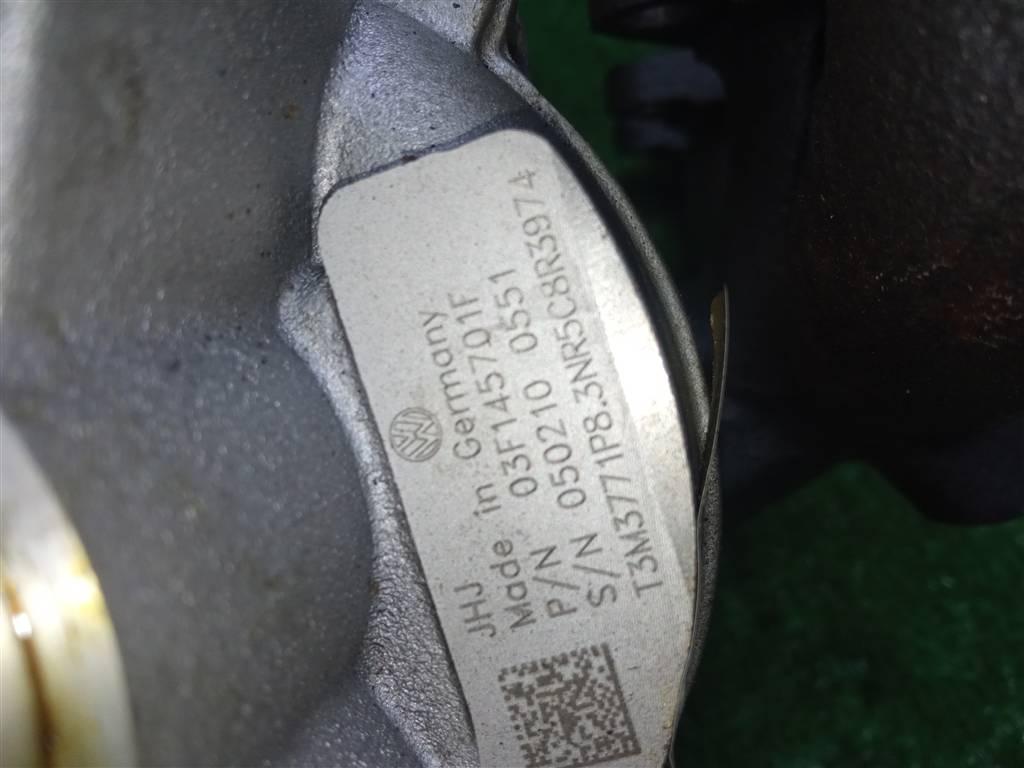 JHJ
Made in Germany
P/N 03F145701F
S/N 050210 0551
T3M3771P8.3NR5C8R3974